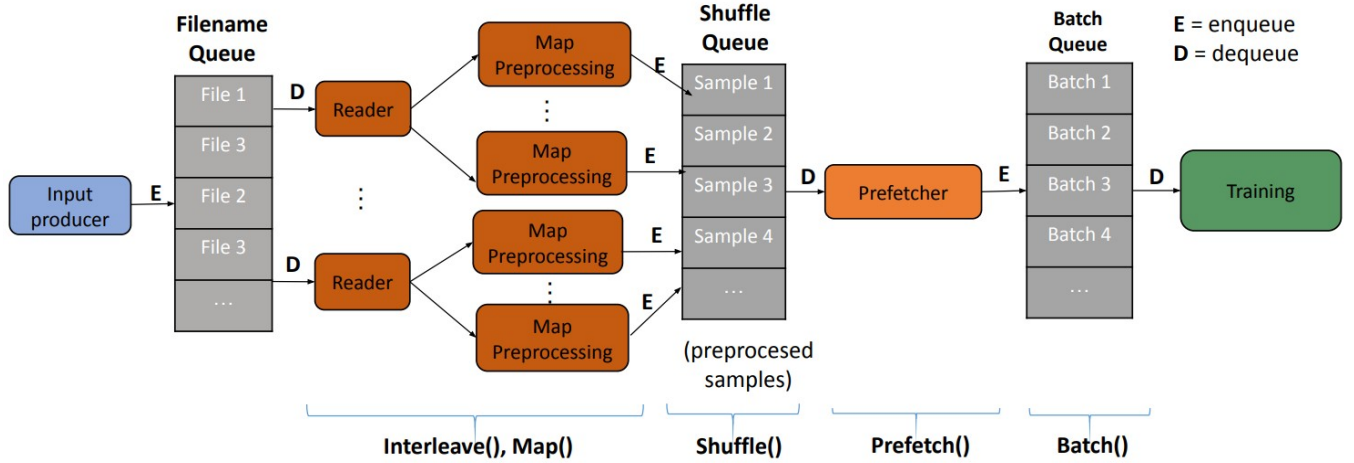 Filename
Queue
File 1
File 3
File 2
File 3
...
Input
producer
E
D
D
Reader
Reader
Map
Preprocessing
Map
Preprocessing
Map
Preprocessing
Map
Preprocessing
E
E
E
E
Shuffle
Queue
Sample 1
Sample 2
Sample 3
Sample 4
...
(preprocesed
samples)
D
Prefetcher
E
Batch
Queue
Batch 1
Batch 2
Batch 3
Batch 4
...
D
Training
E = enqueue
D = dequeue
Interleave(), Map()
Shuffle()
Prefetch()
Batch()